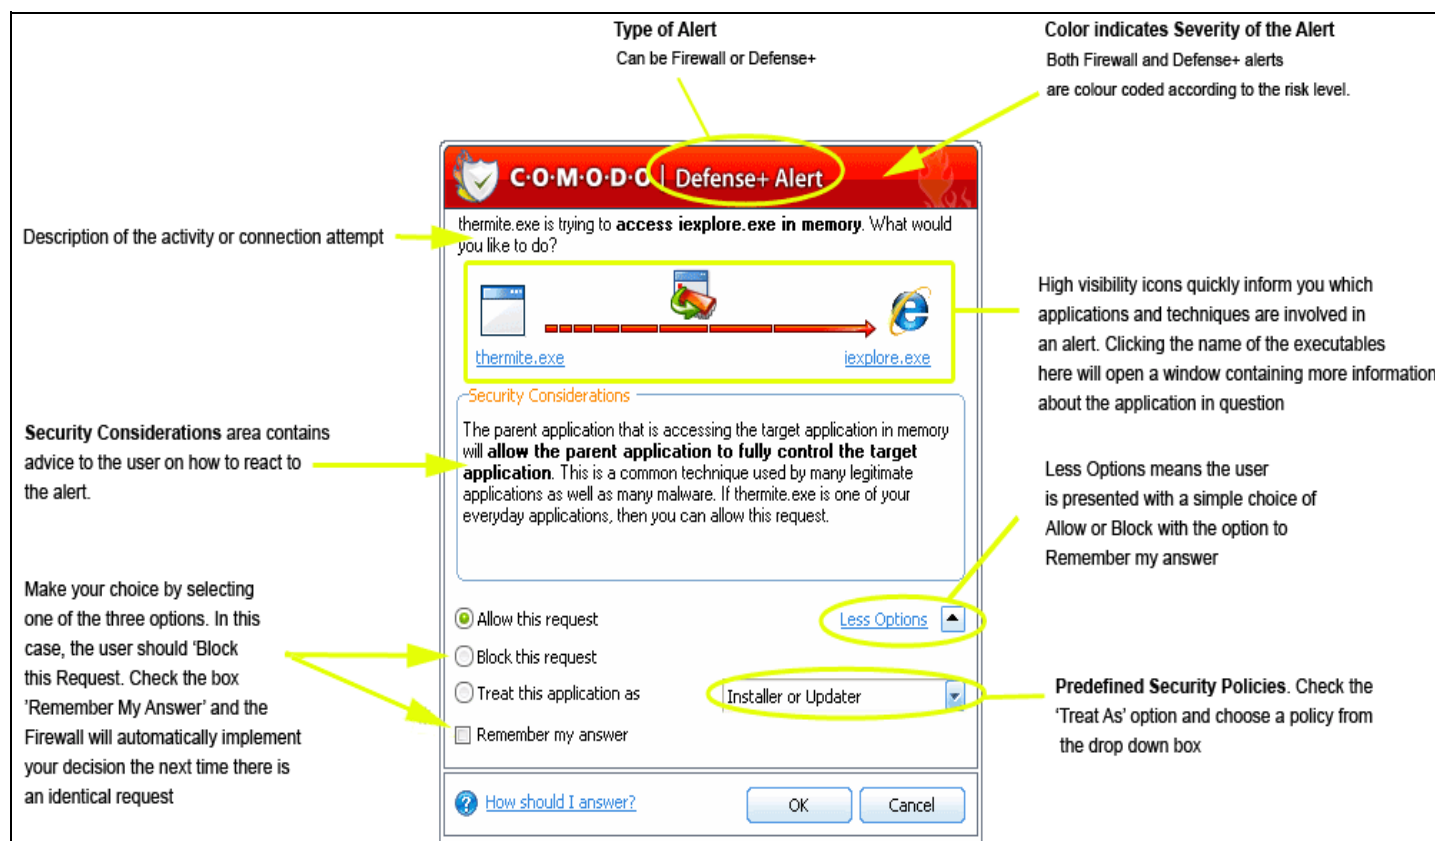 Type of Alert
Can be Firewall or Defense+
Color indicates Severity of the Alert
Both Firewall and Defense+ alerts
are colour coded according to the risk level.
C·O·M·O·D·O | Defense+ Alert
Description of the activity or connection attempt
thermite.exe is trying to access iexplore.exe in memory. What would
you like to do?
thermite.exe
iexplore.exe
High visibility icons quickly inform you which
applications and techniques are involved in
an alert. Clicking the name of the executables
here will open a window containing more information
about the application in question
Security Considerations
The parent application that is accessing the target application in memory
will allow the parent application to fully control the target
application. This is a common technique used by many legitimate
applications as well as many malware. If thermite.exe is one of your
everyday applications, then you can allow this request.
Security Considerations area contains
advice to the user on how to react to
the alert.
Less Options means the user
is presented with a simple choice of
Allow or Block with the option to
Remember my answer
Make your choice by selecting
one of the three options. In this
case, the user should ‘Block
this Request. Check the box
’Remember My Answer’ and the
Firewall will automatically implement
your decision the next time there is
an identical request
Allow this request
Less Options
Block this request
Treat this application as
Installer or Updater
Remember my answer
Predefined Security Policies. Check the
‘Treat As’ option and choose a policy from
the drop down box
How should I answer?
OK
Cancel